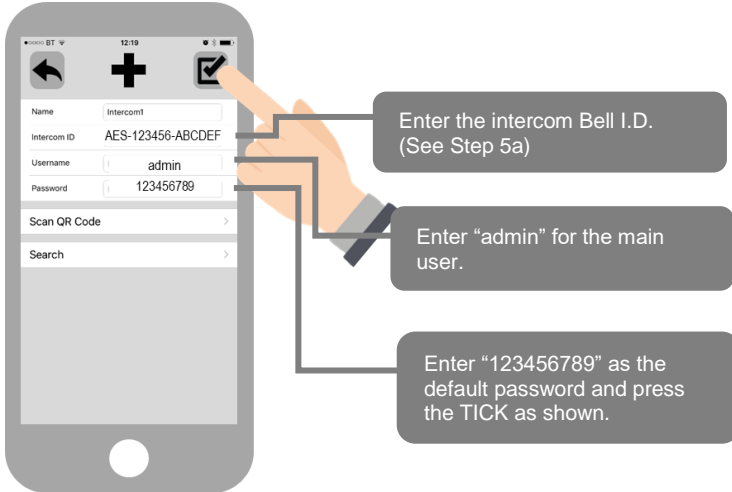 BT 12:19
Name Intercom1
Intercom ID AES-123456-ABCDEF
Username admin
Password 123456789
Scan QR Code
Search
Enter the intercom Bell I.D.
(See Step 5a)
Enter “admin” for the main
user.
Enter “123456789” as the
default password and press
the TICK as shown.